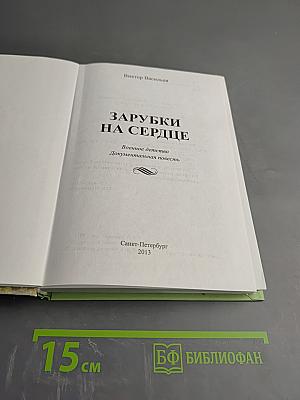 Виктор Васильев
ЗАРУБКИ
НА СЕРДЦЕ
Военное детство
Документальная повесть
Санкт-Петербург
2013
15 см
БФ БИБЛИОФАН